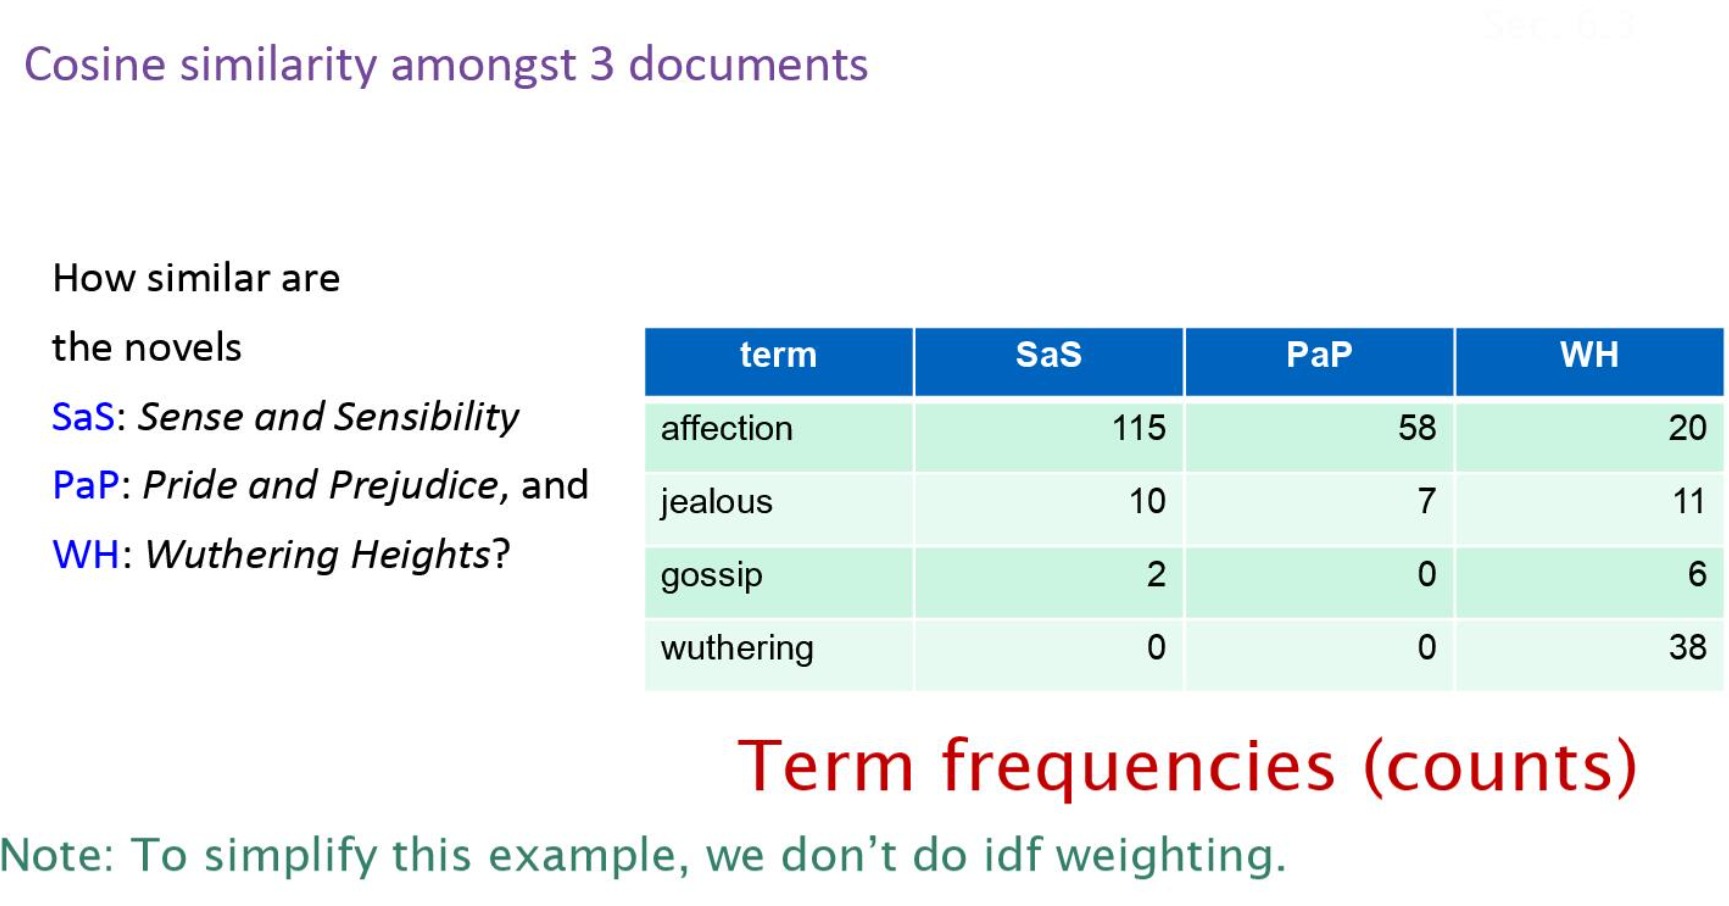 Sec. 6.3
Cosine similarity amongst 3 documents
How similar are
the novels
SaS: Sense and Sensibility
PaP: Pride and Prejudice, and
WH: Wuthering Heights?
term SaS PaP WH
affection 115 58 20
jealous 10 7 11
gossip 2 0 6
wuthering 0 0 38
Term frequencies (counts)
Note: To simplify this example, we don’t do idf weighting.